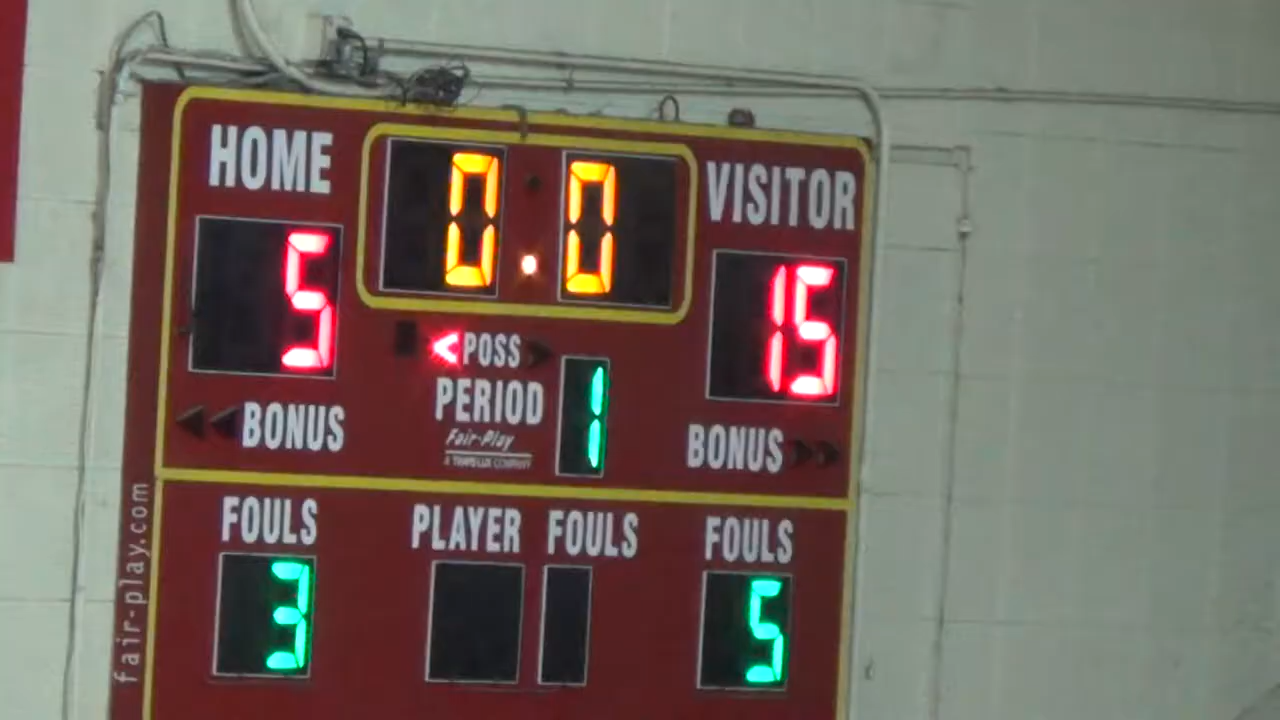 HOME
0.0
VISITOR
5
15
<POSS
PERIOD
1
Fair-Play
BONUS
BONUS
FOULS
PLAYER FOULS
FOULS
3
5
fair-play.com